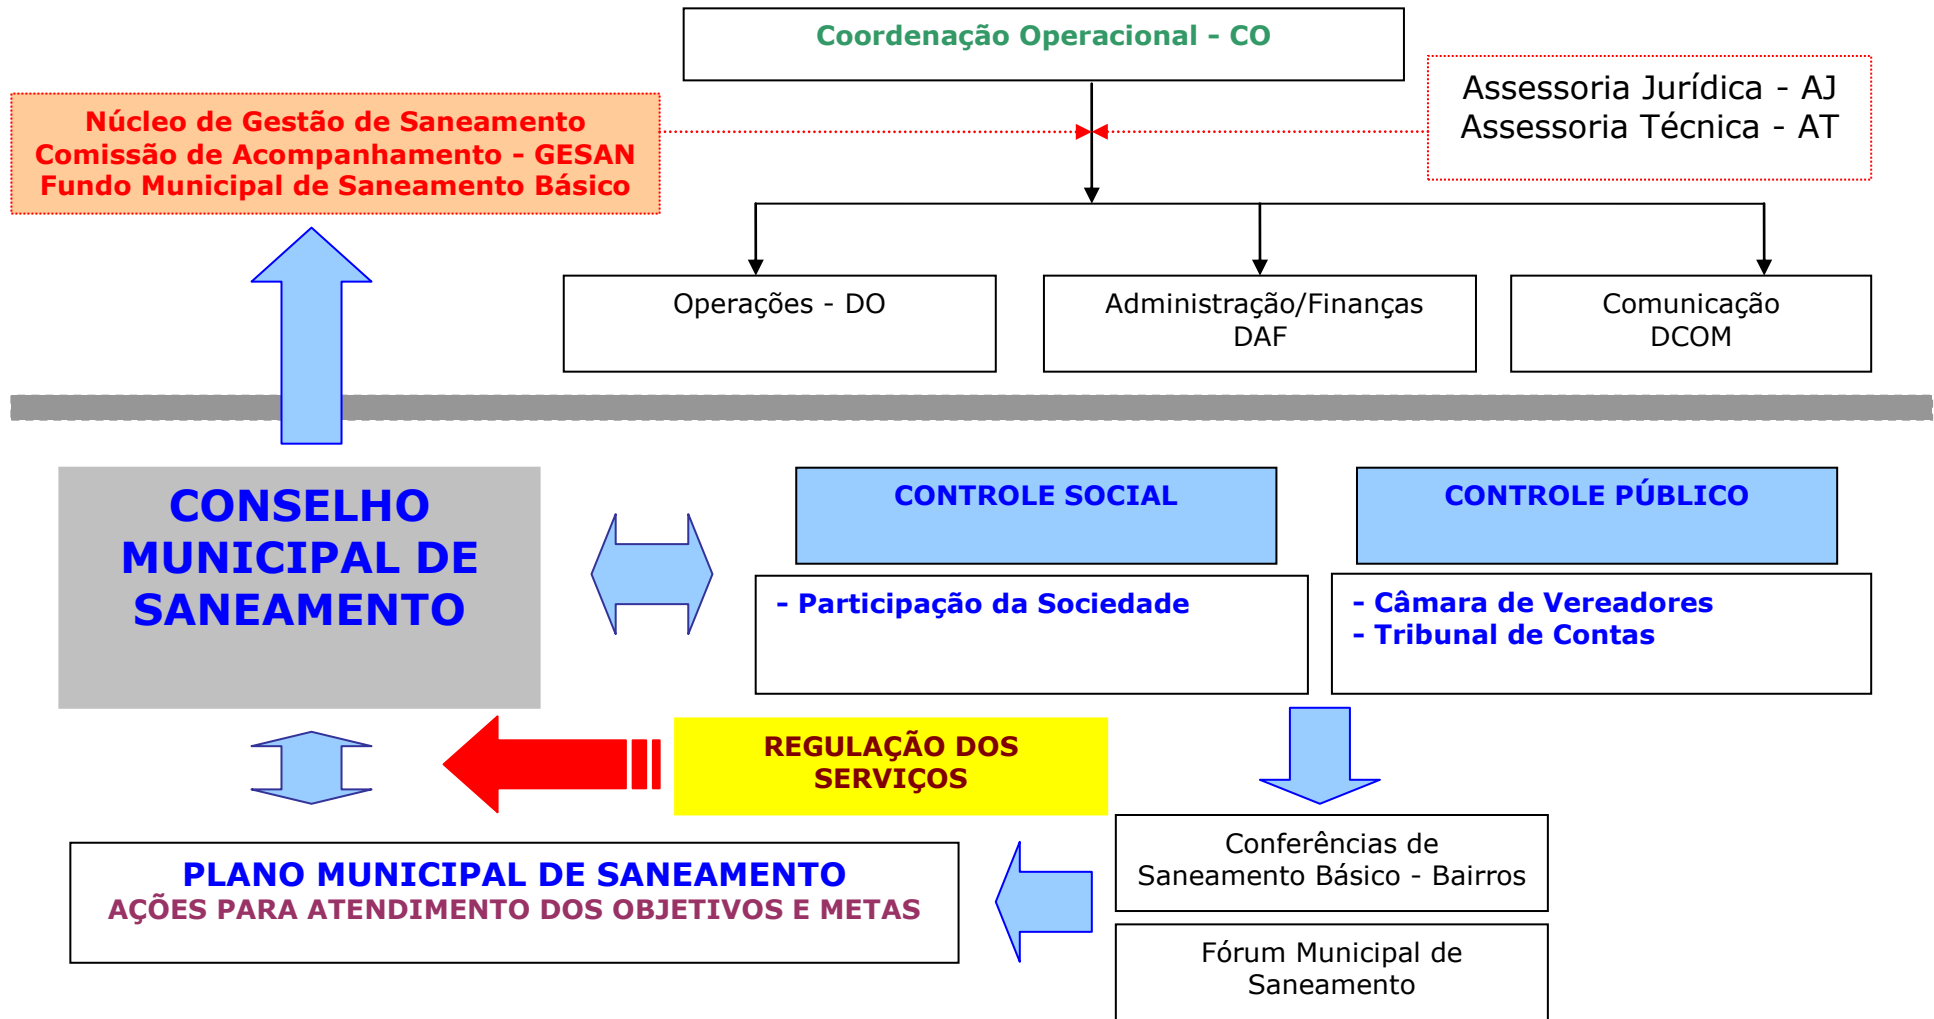 Coordenação Operacional - CO
Núcleo de Gestão de Saneamento
Comissão de Acompanhamento - GESAN
Fundo Municipal de Saneamento Básico
Assessoria Jurídica - AJ
Assessoria Técnica - AT
Operações - DO
Administração/Finanças
DAF
Comunicação
DCOM
CONSELHO
MUNICIPAL DE
SANEAMENTO
CONTROLE SOCIAL
- Participação da Sociedade
CONTROLE PÚBLICO
- Câmara de Vereadores
- Tribunal de Contas
REGULAÇÃO DOS
SERVIÇOS
PLANO MUNICIPAL DE SANEAMENTO
AÇÕES PARA ATENDIMENTO DOS OBJETIVOS E METAS
Conferências de
Saneamento Básico - Bairros
Fórum Municipal de
Saneamento